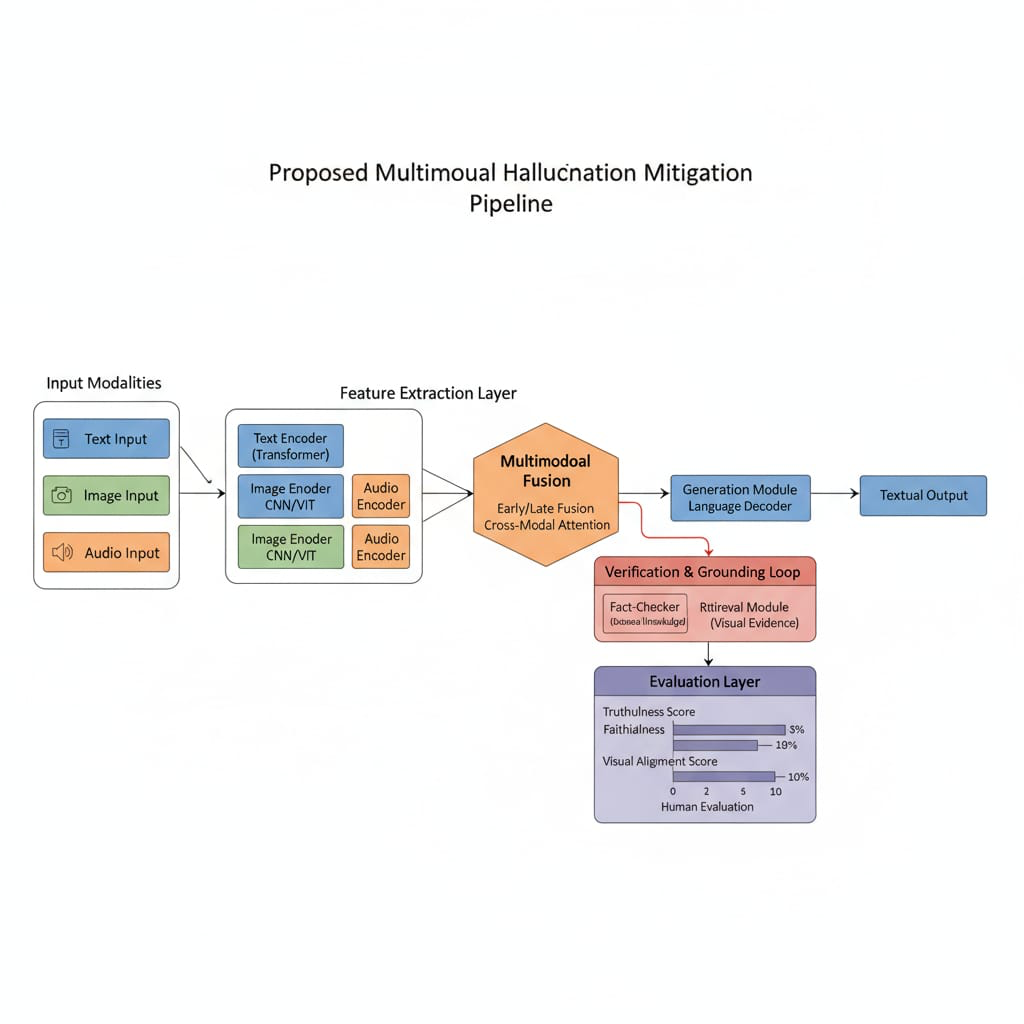 Proposed Multimoual Hallucination Mitigation
Pipeline
Input Modalities
Text Input
Image Input
Audio Input
Feature Extraction Layer
Text Encoder
(Transformer)
Image Enoder
CNN/VIT
Audio
Encoder
Image Enoder
CNN/VIT
Audio
Encoder
Multimodoal
Fusion
Early/Late Fusion
Cross-Modal Attention
Generation Module
Language Decoder
Textual Output
Verification & Grounding Loop
Fact-Checker
Rtireval Module
(Visual Evidence)
Evaluation Layer
Truthulness Score
Faithialness
3%
19%
Visual Aligment Score
10%
0 2 5 10
Human Evaluation